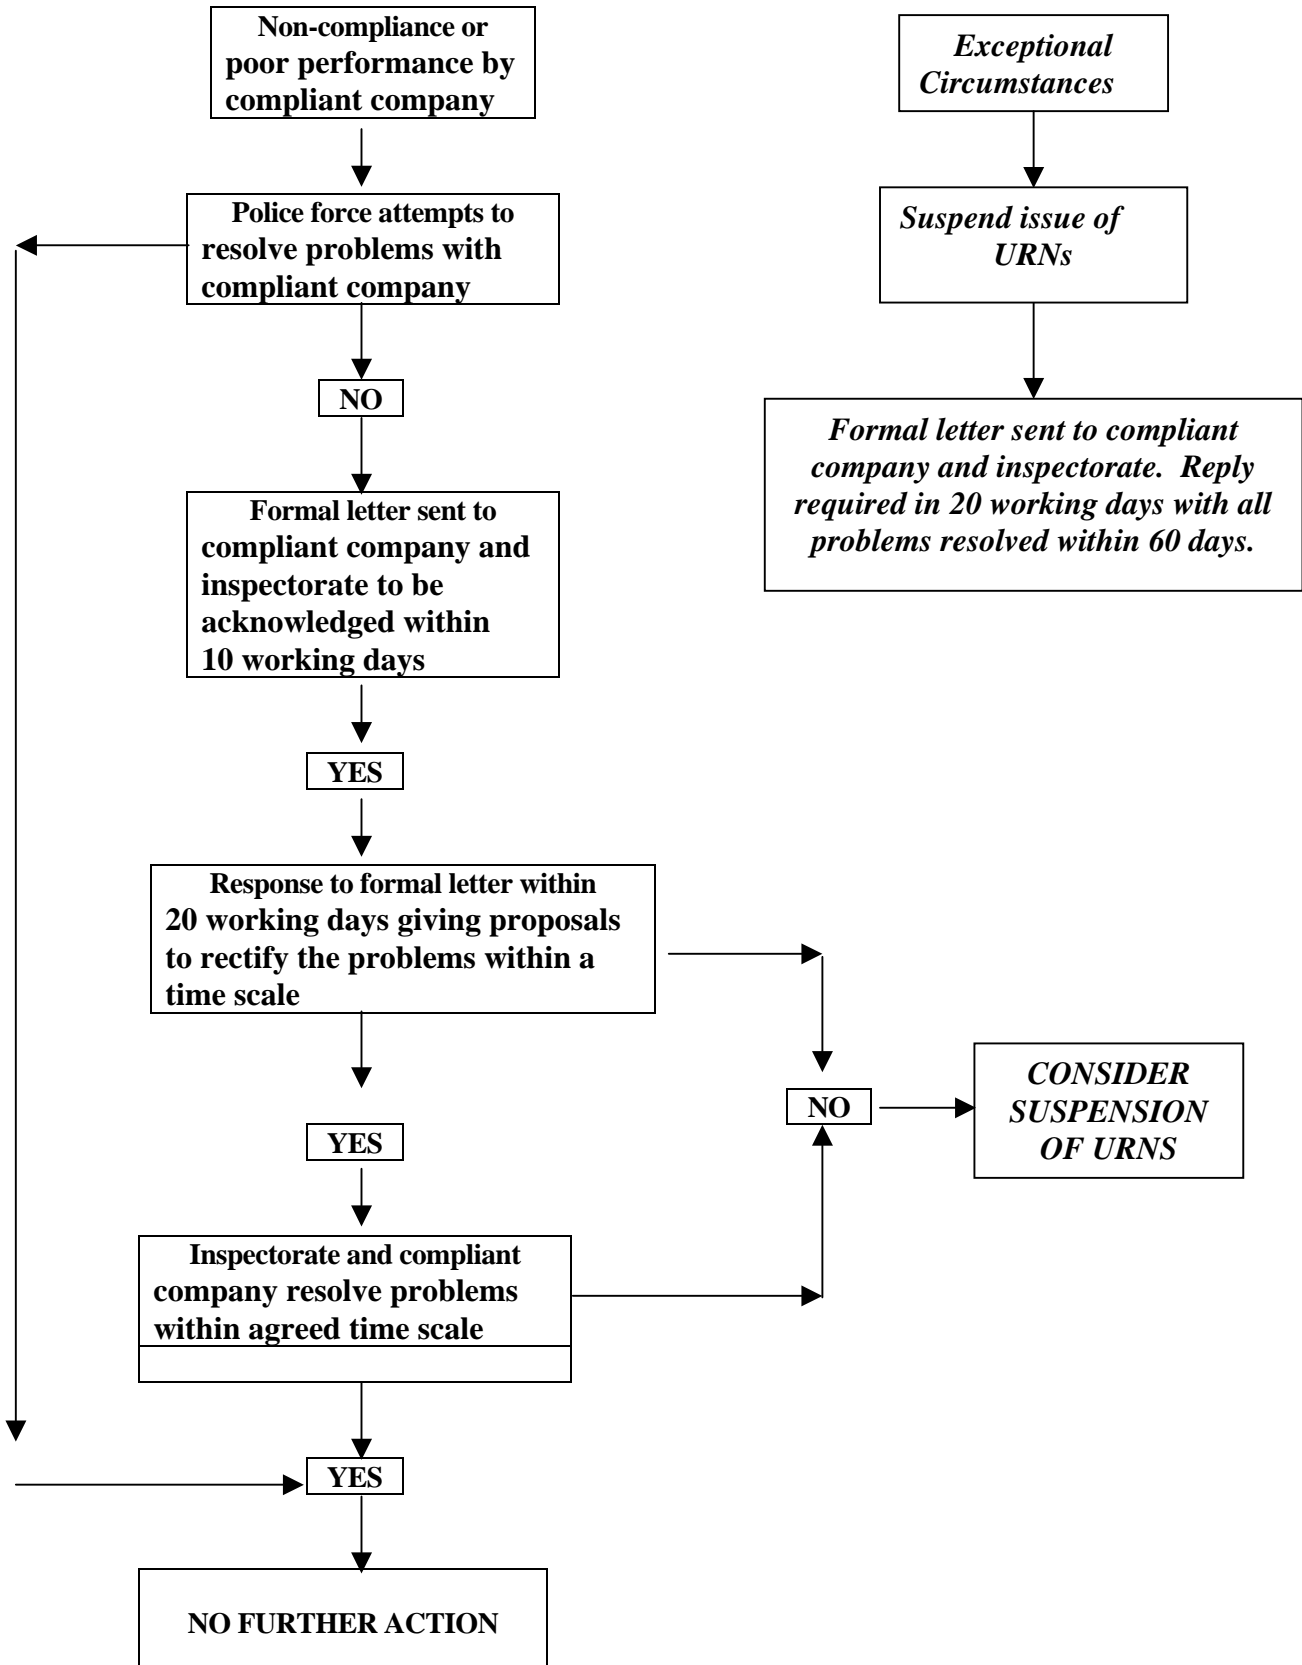 Non-compliance or
poor performance by
compliant company
Police force attempts to
resolve problems with
compliant company
NO
Formal letter sent to
compliant company and
inspectorate to be
acknowledged within
10 working days
YES
Response to formal letter within
20 working days giving proposals
to rectify the problems within a
time scale
YES
Inspectorate and compliant
company resolve problems
within agreed time scale
YES
NO FURTHER ACTION
NO
CONSIDER
SUSPENSION
OF URNS
Exceptional
Circumstances
Suspend issue of
URNs
Formal letter sent to compliant
company and inspectorate.  Reply
required in 20 working days with all
problems resolved within 60 days.